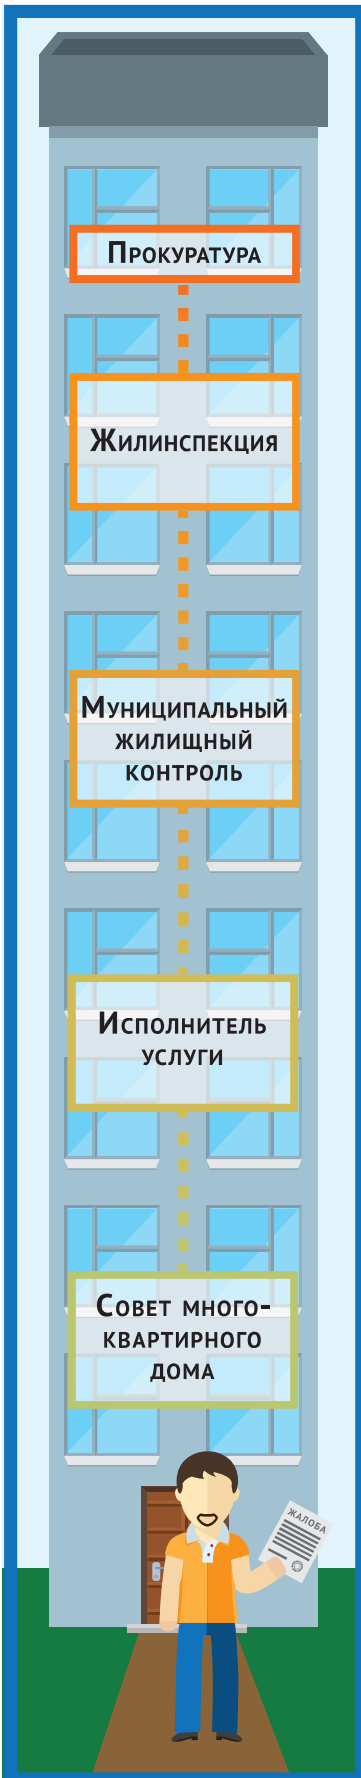 Прокуратура
Жилинспекция
Муниципальный
жилищный
контроль
Исполнитель
услуги
Совет много-
квартирного
дома
ЖАЛОБА